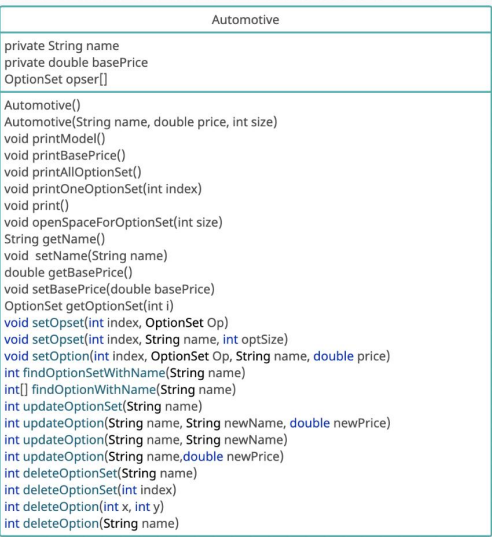 Automotive
private String name
private double basePrice
OptionSet opser[]
Automotive()
Automotive(String name, double price, int size)
void printModel()
void printBasePrice()
void printAllOptionSet()
void printOneOptionSet(int index)
void print()
void openSpaceForOptionSet(int size)
String getName()
void  setName(String name)
double getBasePrice()
void setBasePrice(double basePrice)
OptionSet getOptionSet(int i)
void setOpset(int index, OptionSet Op)
void setOpset(int index, String name, int optSize)
void setOption(int index, OptionSet Op, String name, double price)
int findOptionSetWithName(String name)
int[] findOptionWithName(String name)
int updateOptionSet(String name)
int updateOption(String name, String newName, double newPrice)
int updateOption(String name, String newName)
int updateOption(String name,double newPrice)
int deleteOptionSet(String name)
int deleteOptionSet(int index)
int deleteOption(int x, int y)
int deleteOption(String name)